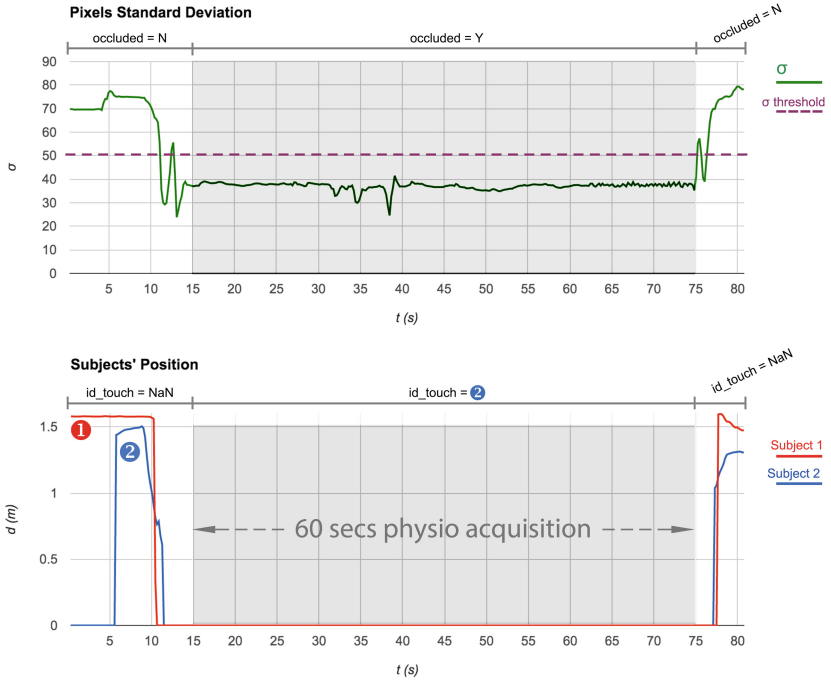 Pixels Standard Deviation
occluded = N
occluded = Y
occluded = N
90
80
70
60
50
40
30
20
10
0
σ
5 10 15 20 25 30 35 40 45 50 55 60 65 70 75 80
t (s)
σ
σ threshold
Subjects' Position
id_touch = NaN
id_touch = 2
id_touch = NaN
1.5
1
0.5
0
d (m)
1
2
60 secs physio acquisition
5 10 15 20 25 30 35 40 45 50 55 60 65 70 75 80
t (s)
Subject 1
Subject 2